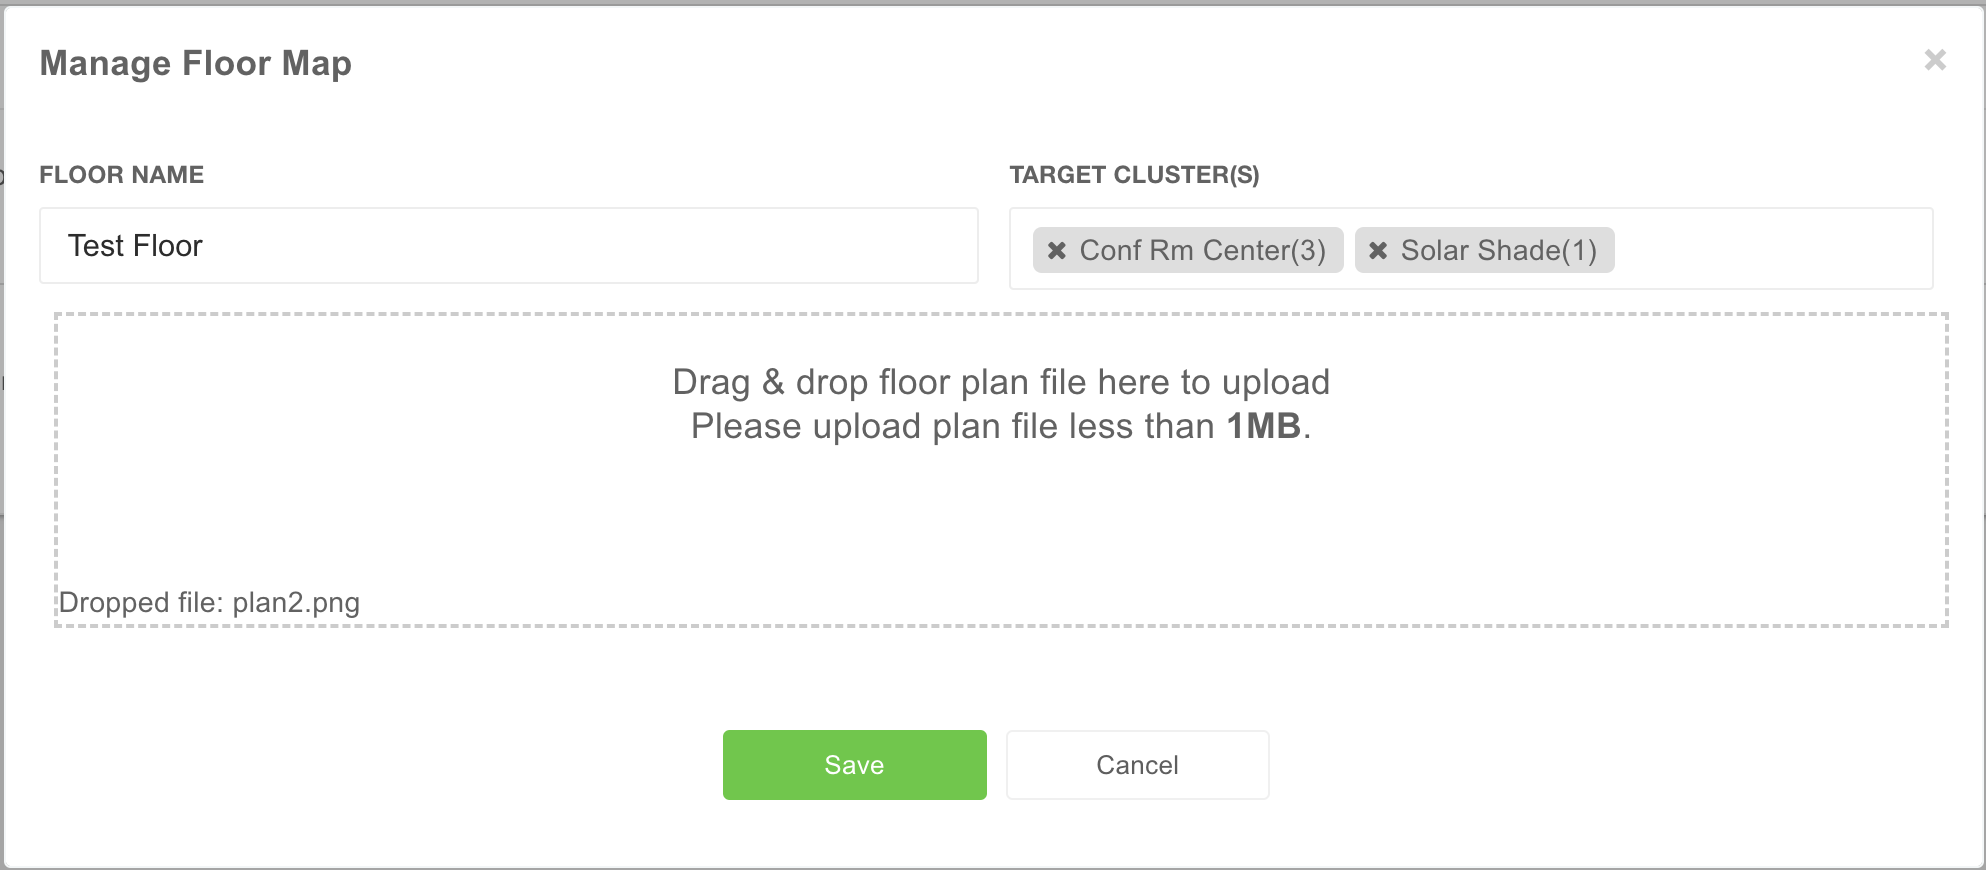 Manage Floor Map
FLOOR NAME
Test Floor
TARGET CLUSTER(S)
Conf Rm Center(3) Solar Shade(1)
Drag & drop floor plan file here to upload
Please upload plan file less than 1MB.
Dropped file: plan2.png
Save Cancel